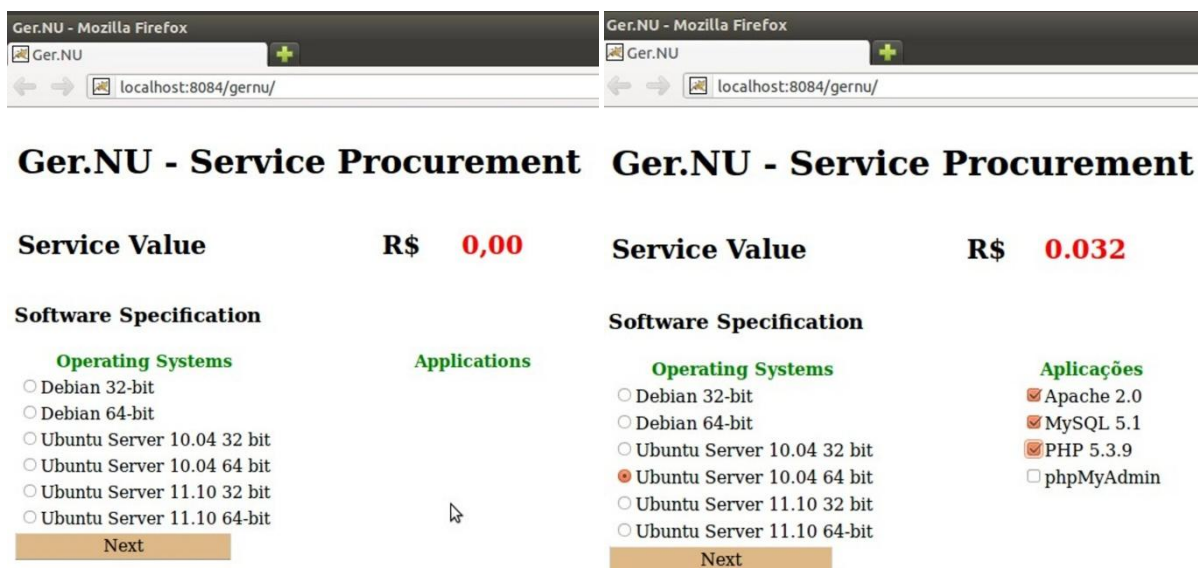 Ger.NU - Mozilla Firefox
Ger.NU
localhost:8084/gernu/
Ger.NU - Service Procurement
Service Value R$ 0,00
Software Specification
Operating Systems Applications
Debian 32-bit
Debian 64-bit
Ubuntu Server 10.04 32 bit
Ubuntu Server 10.04 64 bit
Ubuntu Server 11.10 32 bit
Ubuntu Server 11.10 64-bit
Next
Ger.NU - Mozilla Firefox
Ger.NU
localhost:8084/gernu/
Ger.NU - Service Procurement
Service Value R$ 0.032
Software Specification
Operating Systems Aplicações
Debian 32-bit Apache 2.0
Debian 64-bit MySQL 5.1
Ubuntu Server 10.04 32 bit PHP 5.3.9
Ubuntu Server 10.04 64 bit phpMyAdmin
Ubuntu Server 11.10 32 bit
Ubuntu Server 11.10 64-bit
Next